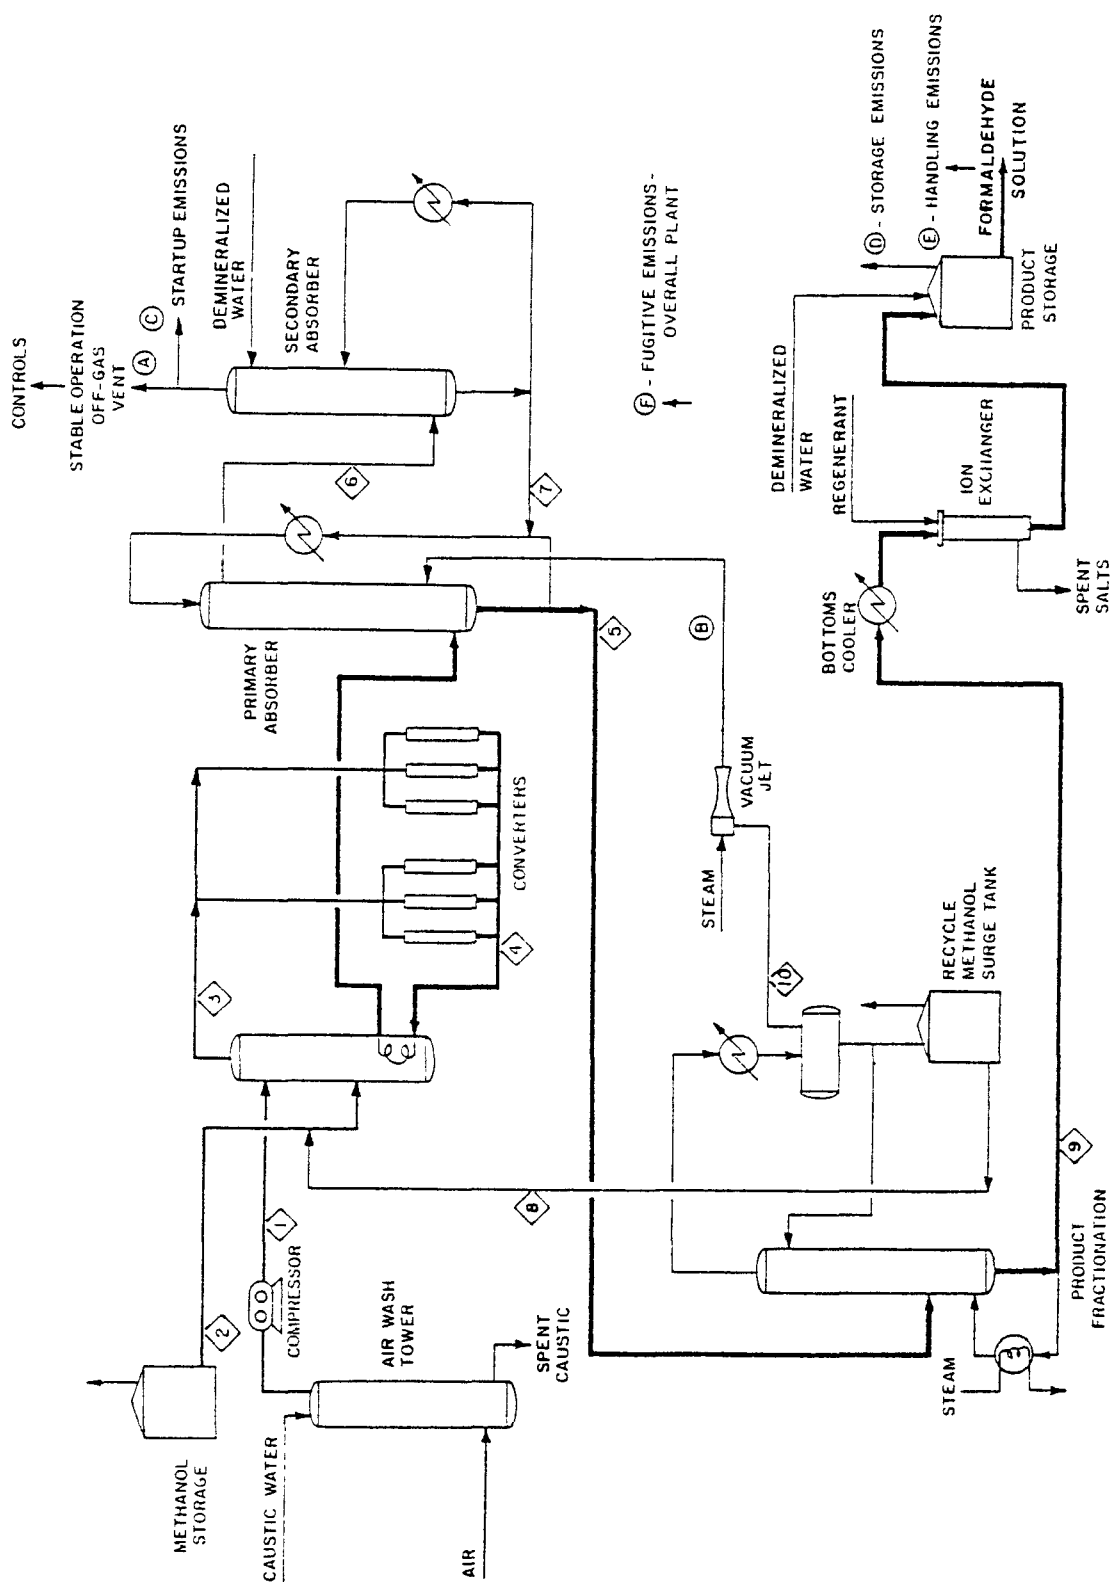 CONTROLS
STABLE OPERATION
OFF-GAS
VENT
A
C
STARTUP EMISSIONS
DEMINERALIZED
WATER
SECONDARY
ABSORBER
6
7
PRIMARY
ABSORBER
5
CONVERTERS
3
4
METHANOL
STORAGE
2
1
COMPRESSOR
CAUSTIC WATER
AIR WASH
TOWER
AIR
SPENT
CAUSTIC
F - FUGITIVE EMISSIONS-
OVERALL PLANT
B
STEAM
VACUUM
JET
10
8
RECYCLE
METHANOL
SURGE TANK
STEAM
PRODUCT
FRACTIONATION
9
BOTTOMS
COOLER
REGENERANT
ION
EXCHANGER
SPENT
SALTS
DEMINERALIZED
WATER
D - STORAGE EMISSIONS
E - HANDLING EMISSIONS
FORMALDEHYDE
SOLUTION
PRODUCT
STORAGE